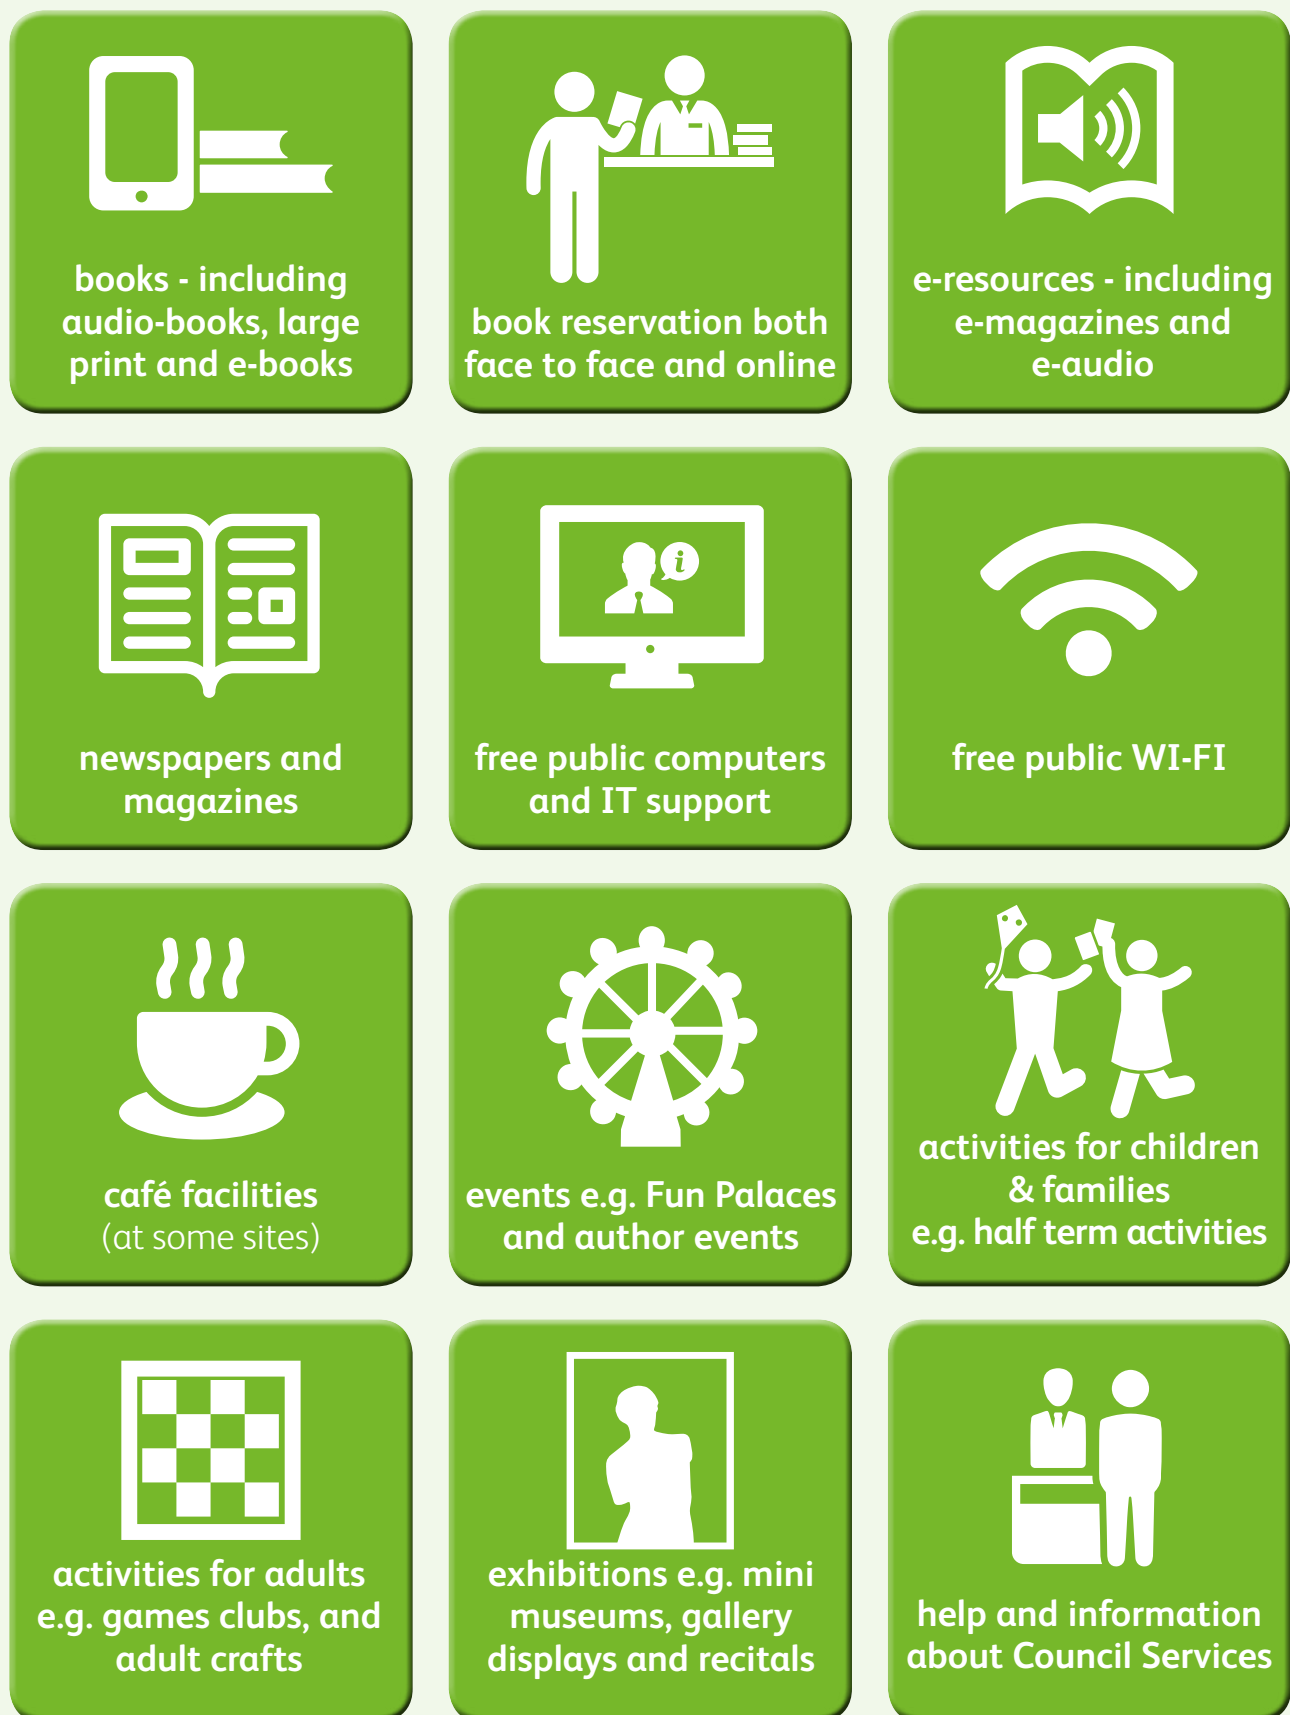 books - including
audio-books, large
print and e-books
book reservation both
face to face and online
e-resources - including
e-magazines and
e-audio
newspapers and
magazines
i
free public computers
and IT support
free public WI-FI
café facilities
(at some sites)
events e.g. Fun Palaces
and author events
activities for children
& families
e.g. half term activities
activities for adults
e.g. games clubs, and
adult crafts
exhibitions e.g. mini
museums, gallery
displays and recitals
help and information
about Council Services